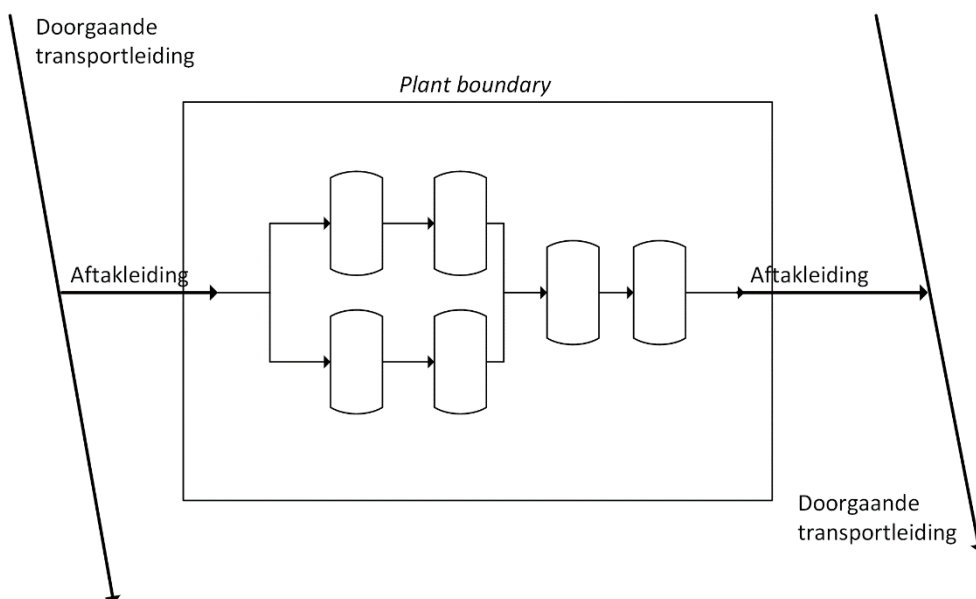 Doorgaande
transportleiding
Plant boundary
Aftakleiding
Aftakleiding
Doorgaande
transportleiding